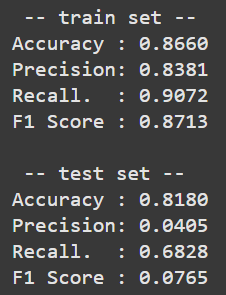 -- train set --
Accuracy : 0.8660
Precision: 0.8381
Recall.  : 0.9072
F1 Score : 0.8713
-- test set --
Accuracy : 0.8180
Precision: 0.0405
Recall.  : 0.6828
F1 Score : 0.0765